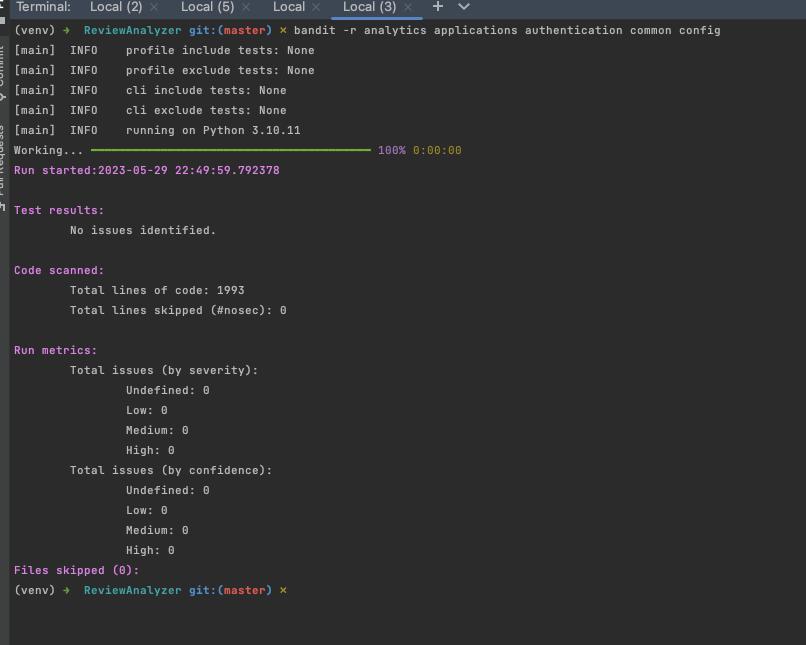 Terminal: Local (2) × Local (5) × Local × Local (3) × +
(venv) ➜ ReviewAnalyzer git:(master) ✗ bandit -r analytics applications authentication common config
[main] INFO profile include tests: None
[main] INFO profile exclude tests: None
[main] INFO cli include tests: None
[main] INFO cli exclude tests: None
[main] INFO running on Python 3.10.11
Working... 100% 0:00:00
Run started:2023-05-29 22:49:59.792378
Test results:
No issues identified.
Code scanned:
Total lines of code: 1993
Total lines skipped (#nosec): 0
Run metrics:
Total issues (by severity):
Undefined: 0
Low: 0
Medium: 0
High: 0
Total issues (by confidence):
Undefined: 0
Low: 0
Medium: 0
High: 0
Files skipped (0):
(venv) ➜ ReviewAnalyzer git:(master) ✗